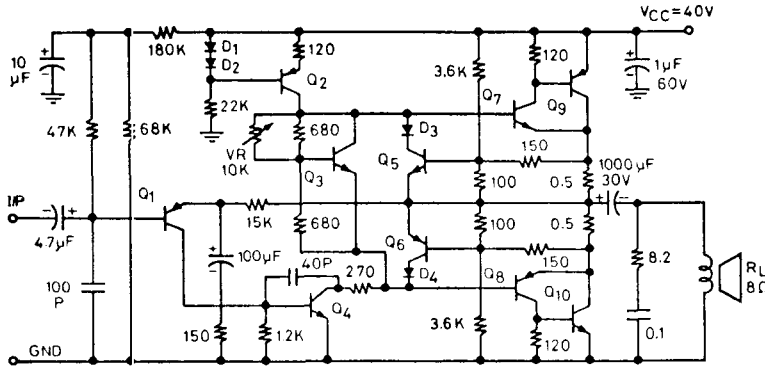 VCC=40V
10 µF
180K
D1
D2
120
Q2
3.6K
Q7
120
Q9
1µF 60V
47K
68K
22K
VR 10K
680
Q3
D3
Q5
150
100
0.5
1000µF 30V
I/P
4.7µF
Q1
15K
100µF
680
Q6
100
0.5
150
8.2
RL 8Ω
100 P
40P
270
D4
Q8
Q10
150
1.2K
Q4
3.6K
120
0.1
GND